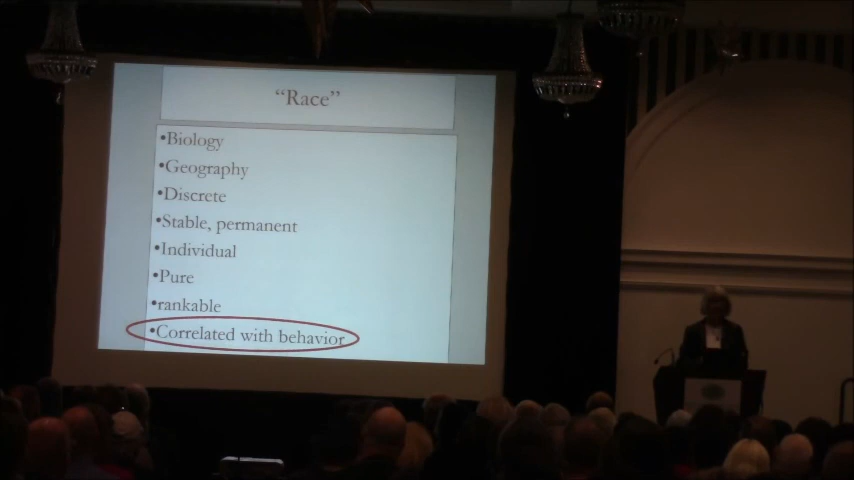 “Race”
•Biology
•Geography
•Discrete
•Stable, permanent
•Individual
•Pure
•rankable
•Correlated with behavior